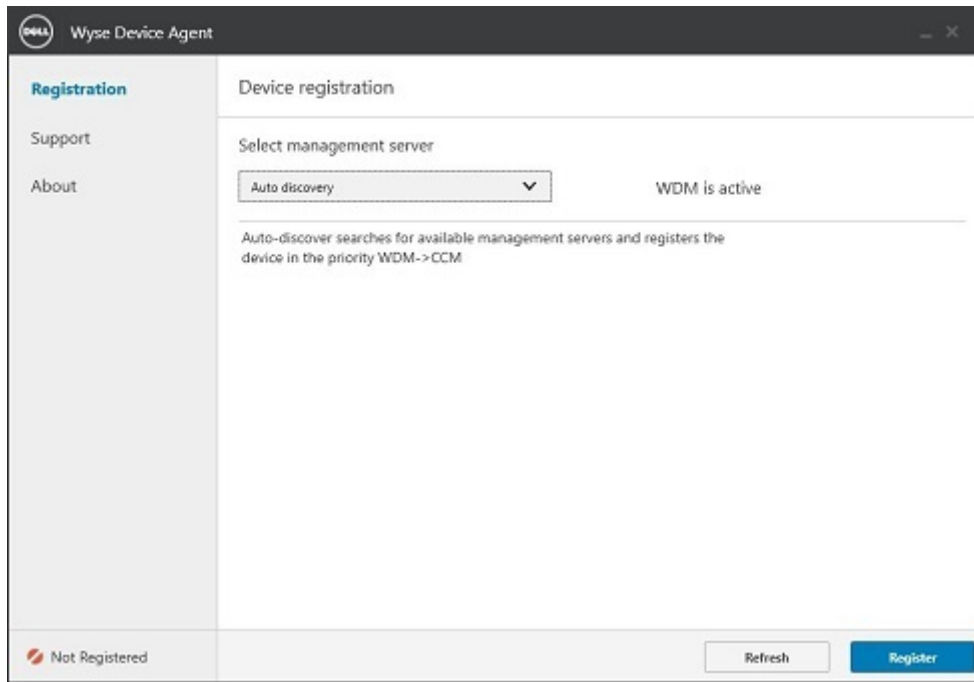 DELL
Wyse Device Agent
Registration
Support
About
Device registration
Select management server
Auto discovery
WDM is active
Auto-discover searches for available management servers and registers the
device in the priority WDM->CCM
Not Registered
Refresh
Register